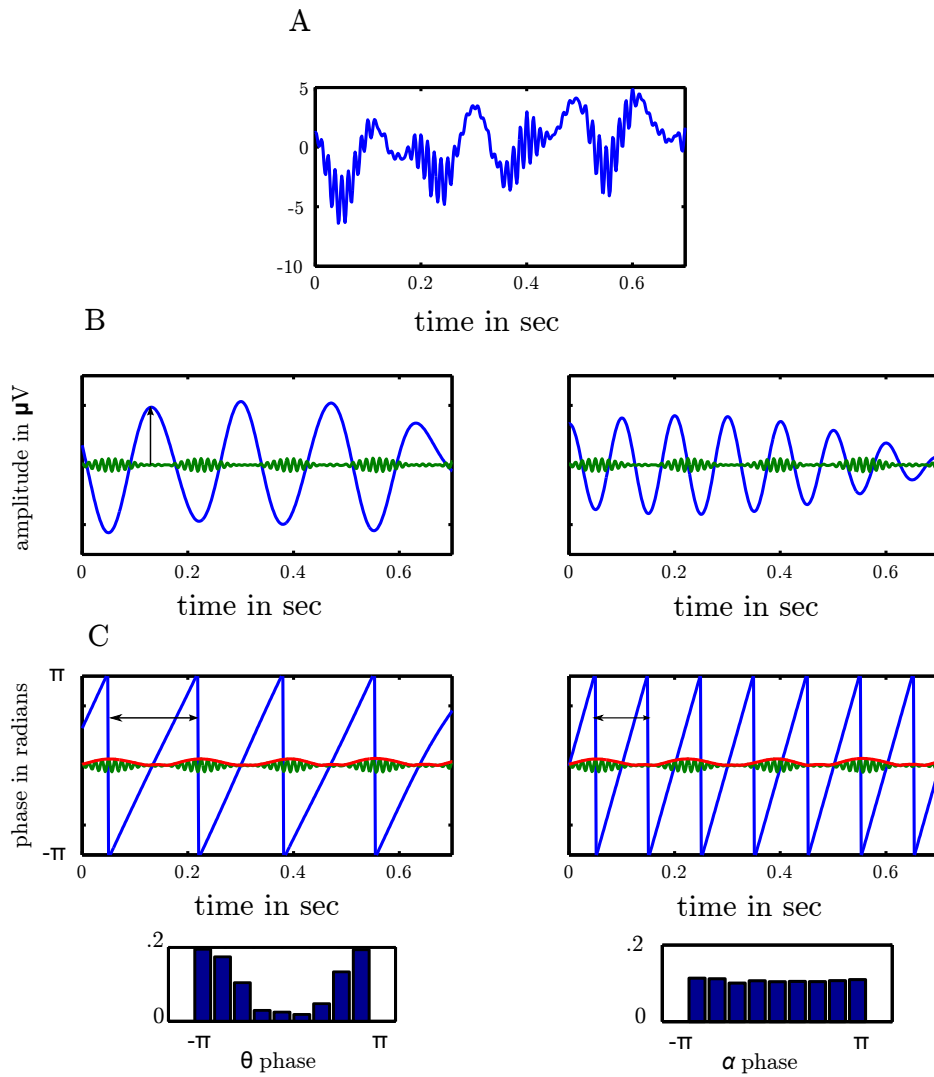 A
5
0
-5
-10
0 0.2 0.4 0.6
time in sec
B
amplitude in μV
0 0.2 0.4 0.6
time in sec
0 0.2 0.4 0.6
time in sec
C
phase in radians
π
-π
0 0.2 0.4 0.6
time in sec
0 0.2 0.4 0.6
time in sec
.2
0
-π π
θ phase
.2
0
-π π
α phase